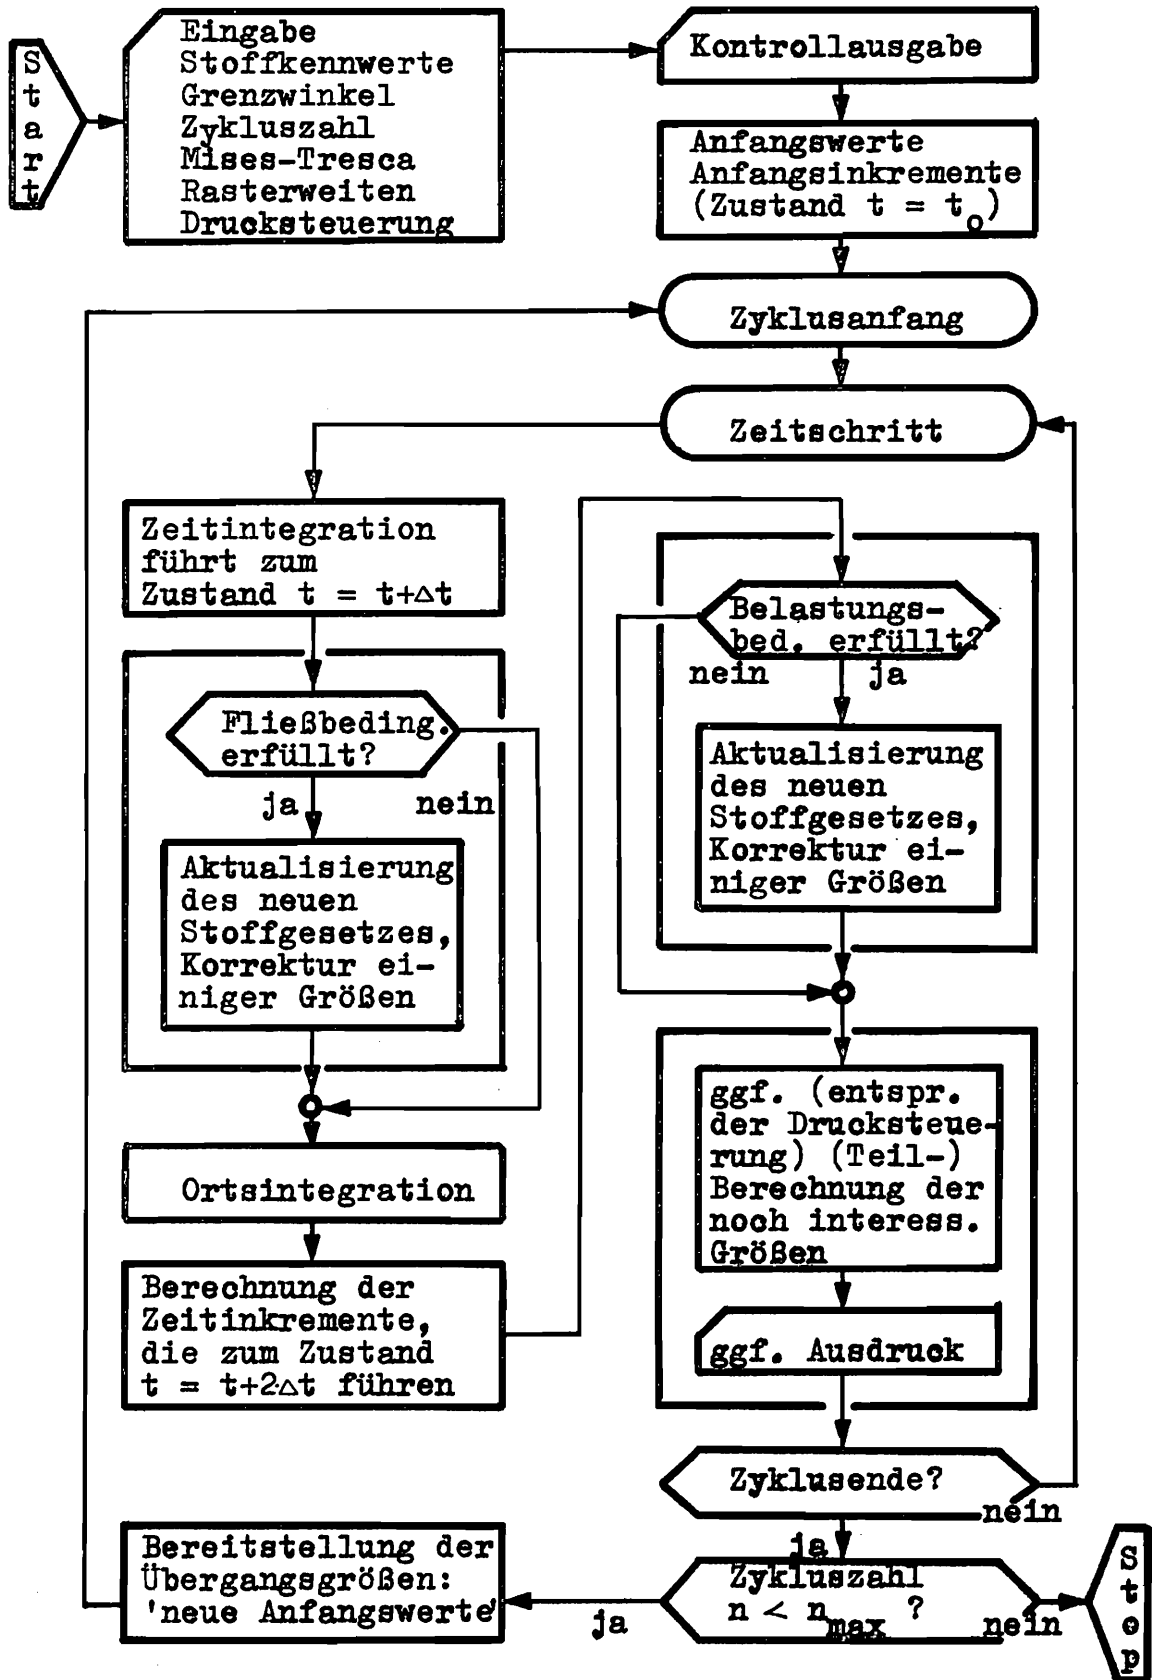 Start
Eingabe
Stoffkennwerte
Grenzwinkel
Zykluszahl
Mises-Tresca
Rasterweiten
Drucksteuerung
Kontrollausgabe
Anfangswerte
Anfangsinkremente
(Zustand t = t₀)
Zyklusanfang
Zeitschritt
Zeitintegration
führt zum
Zustand t = t+△t
Fließbeding.
erfüllt?
ja nein
Aktualisierung
des neuen
Stoffgesetzes,
Korrektur ei-
niger Größen
Ortsintegration
Berechnung der
Zeitinkremente,
die zum Zustand
t = t+2·△t führen
Belastungs-
bed. erfüllt?
nein ja
Aktualisierung
des neuen
Stoffgesetzes,
Korrektur ei-
niger Größen
ggf. (entspr.
der Drucksteue-
rung) (Teil-)
Berechnung der
noch interess.
Größen
ggf. Ausdruck
Zyklusende?
nein
ja
Zykluszahl
n < n_max ?
nein
ja
Stop
Bereitstellung der
Übergangsgrößen:
'neue Anfangswerte'